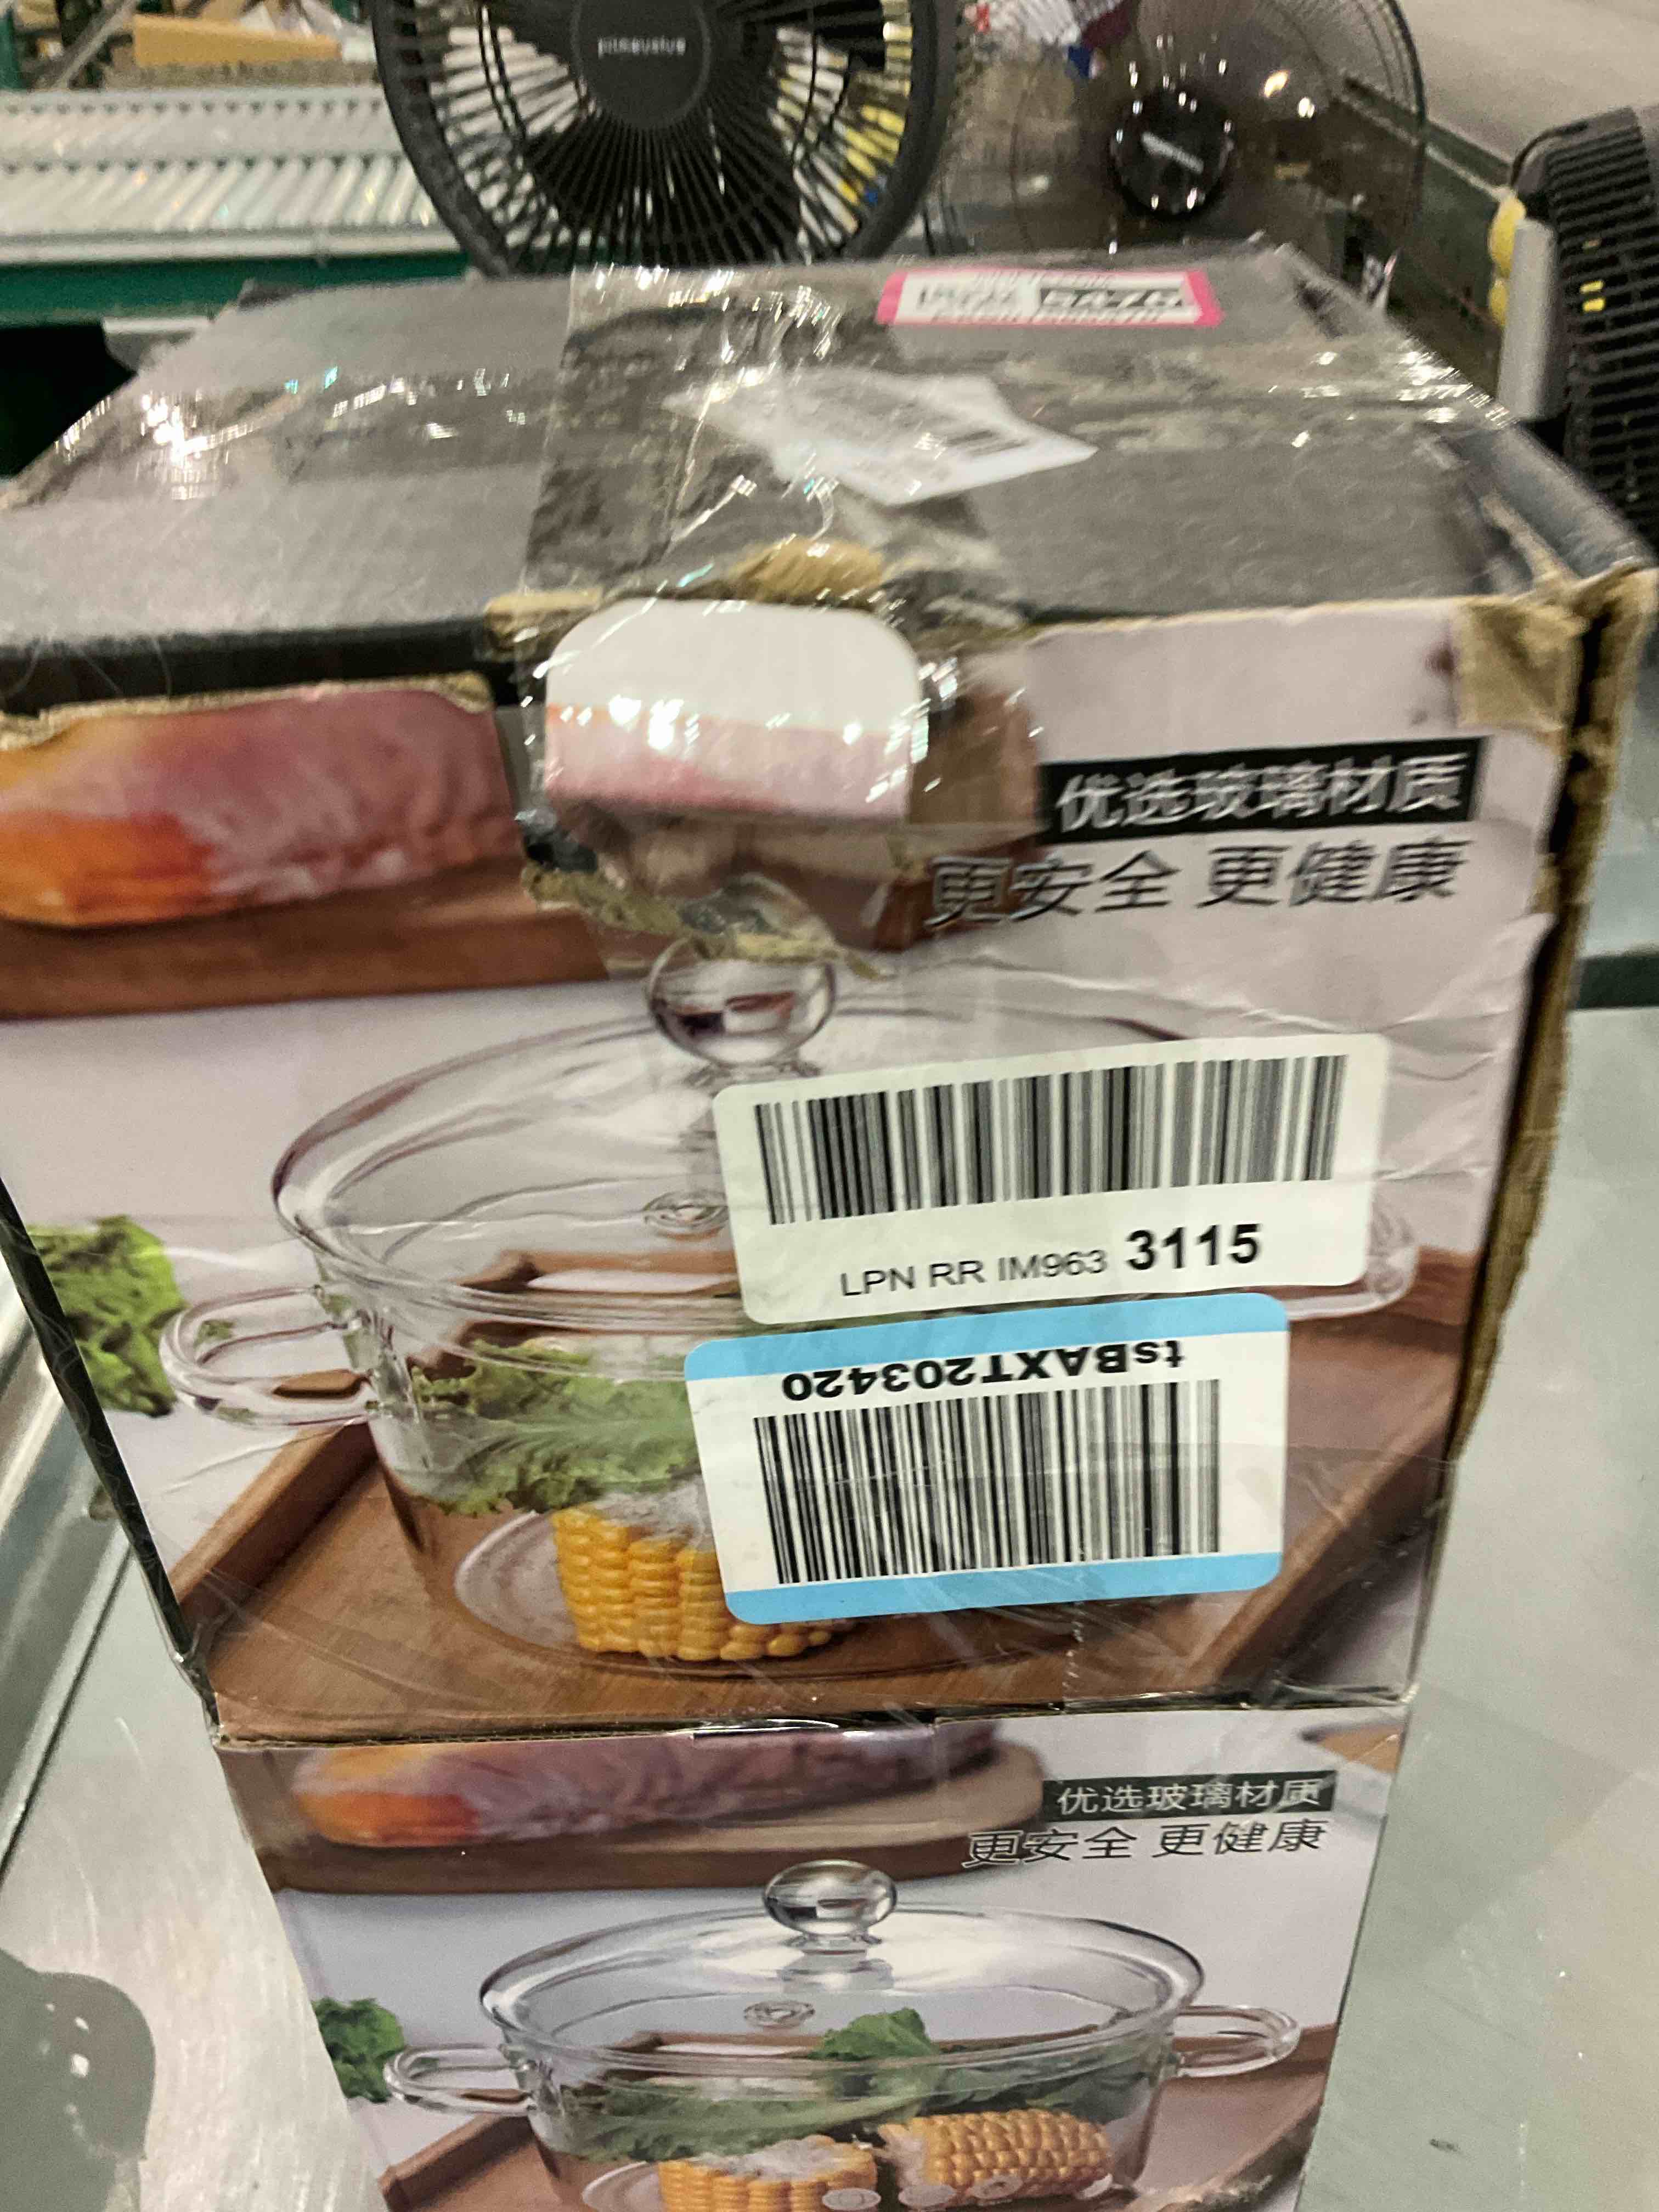 优选玻璃材质
更安全 更健康
LPN RR IM963 3115
tsBAXT203420
优选玻璃材质
更安全 更健康